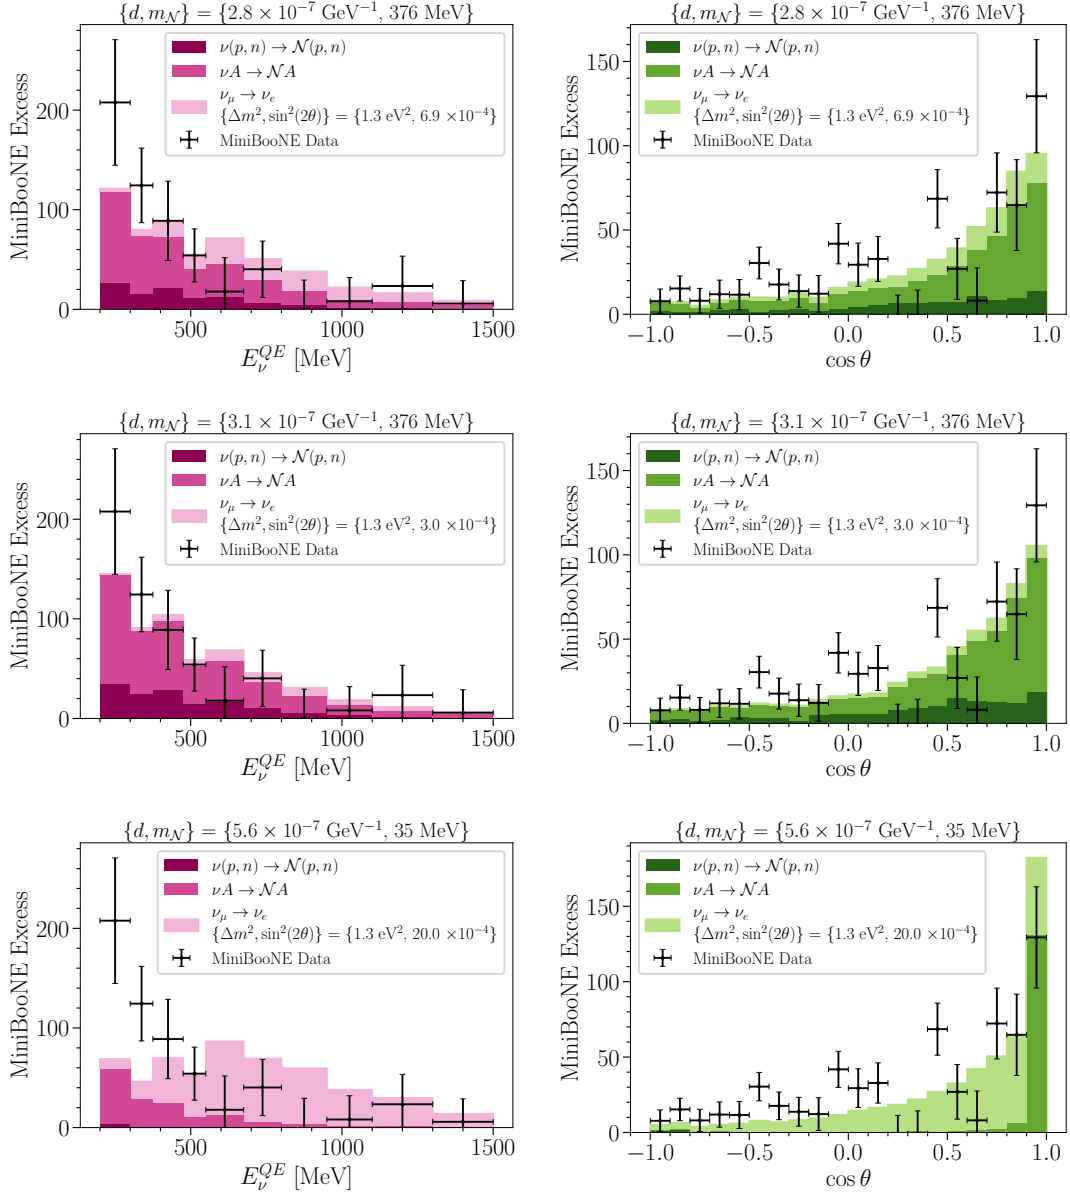 {d, m_𝒩} = {2.8 × 10⁻⁷ GeV⁻¹, 376 MeV}
MiniBooNE Excess
200
100
0
ν(p, n) → 𝒩(p, n)
νA → 𝒩A
ν_μ → ν_e
{Δm², sin²(2θ)} = {1.3 eV², 6.9 ×10⁻⁴}
MiniBooNE Data
500
1000
1500
E_ν^{QE} [MeV]
{d, m_𝒩} = {2.8 × 10⁻⁷ GeV⁻¹, 376 MeV}
MiniBooNE Excess
150
100
50
0
ν(p, n) → 𝒩(p, n)
νA → 𝒩A
ν_μ → ν_e
{Δm², sin²(2θ)} = {1.3 eV², 6.9 ×10⁻⁴}
MiniBooNE Data
−1.0
−0.5
0.0
0.5
1.0
cos θ
{d, m_𝒩} = {3.1 × 10⁻⁷ GeV⁻¹, 376 MeV}
MiniBooNE Excess
200
100
0
ν(p, n) → 𝒩(p, n)
νA → 𝒩A
ν_μ → ν_e
{Δm², sin²(2θ)} = {1.3 eV², 3.0 ×10⁻⁴}
MiniBooNE Data
500
1000
1500
E_ν^{QE} [MeV]
{d, m_𝒩} = {3.1 × 10⁻⁷ GeV⁻¹, 376 MeV}
MiniBooNE Excess
150
100
50
0
ν(p, n) → 𝒩(p, n)
νA → 𝒩A
ν_μ → ν_e
{Δm², sin²(2θ)} = {1.3 eV², 3.0 ×10⁻⁴}
MiniBooNE Data
−1.0
−0.5
0.0
0.5
1.0
cos θ
{d, m_𝒩} = {5.6 × 10⁻⁷ GeV⁻¹, 35 MeV}
MiniBooNE Excess
200
100
0
ν(p, n) → 𝒩(p, n)
νA → 𝒩A
ν_μ → ν_e
{Δm², sin²(2θ)} = {1.3 eV², 20.0 ×10⁻⁴}
MiniBooNE Data
500
1000
1500
E_ν^{QE} [MeV]
{d, m_𝒩} = {5.6 × 10⁻⁷ GeV⁻¹, 35 MeV}
MiniBooNE Excess
150
100
50
0
ν(p, n) → 𝒩(p, n)
νA → 𝒩A
ν_μ → ν_e
{Δm², sin²(2θ)} = {1.3 eV², 20.0 ×10⁻⁴}
MiniBooNE Data
−1.0
−0.5
0.0
0.5
1.0
cos θ